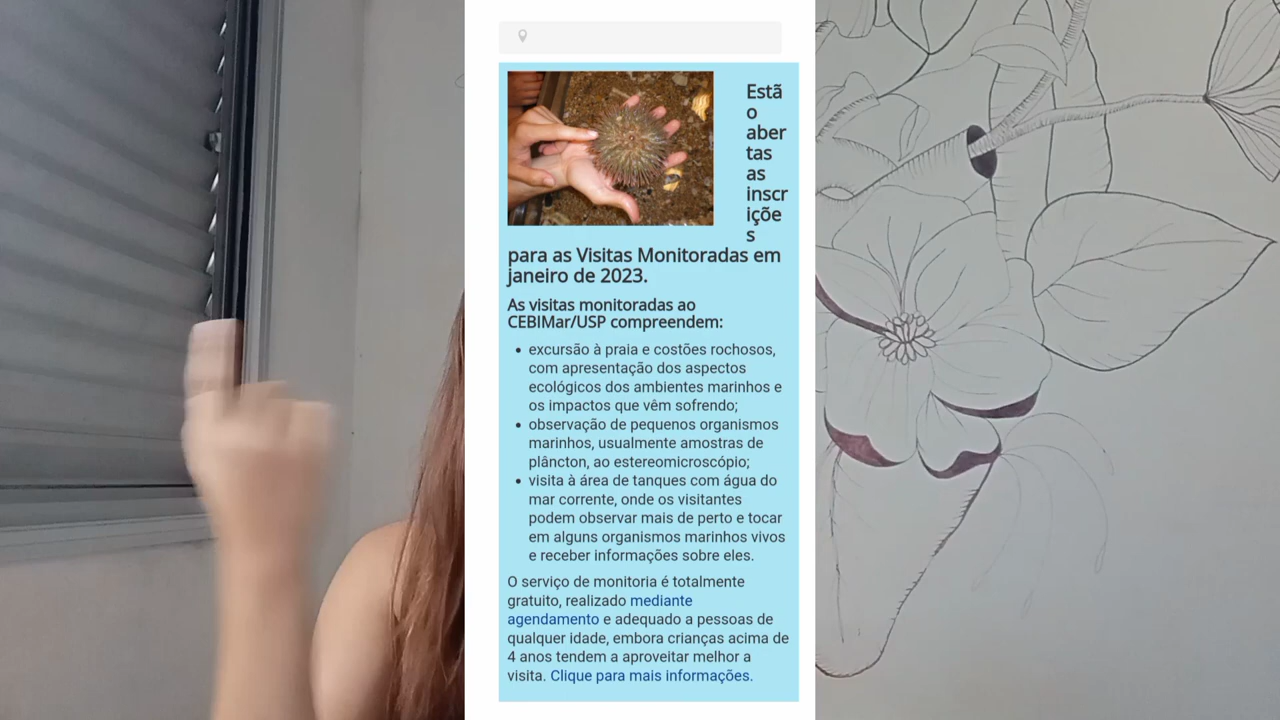 Estã
o
aber
tas
as
inscr
içõe
s
para as Visitas Monitoradas em
janeiro de 2023.
As visitas monitoradas ao
CEBIMar/USP compreendem:
• excursão à praia e costões rochosos,
com apresentação dos aspectos
ecológicos dos ambientes marinhos e
os impactos que vêm sofrendo;
• observação de pequenos organismos
marinhos, usualmente amostras de
plâncton, ao estereomicroscópio;
• visita à área de tanques com água do
mar corrente, onde os visitantes
podem observar mais de perto e tocar
em alguns organismos marinhos vivos
e receber informações sobre eles.
O serviço de monitoria é totalmente
gratuito, realizado mediante
agendamento e adequado a pessoas de
qualquer idade, embora crianças acima de
4 anos tendem a aproveitar melhor a
visita. Clique para mais informações.